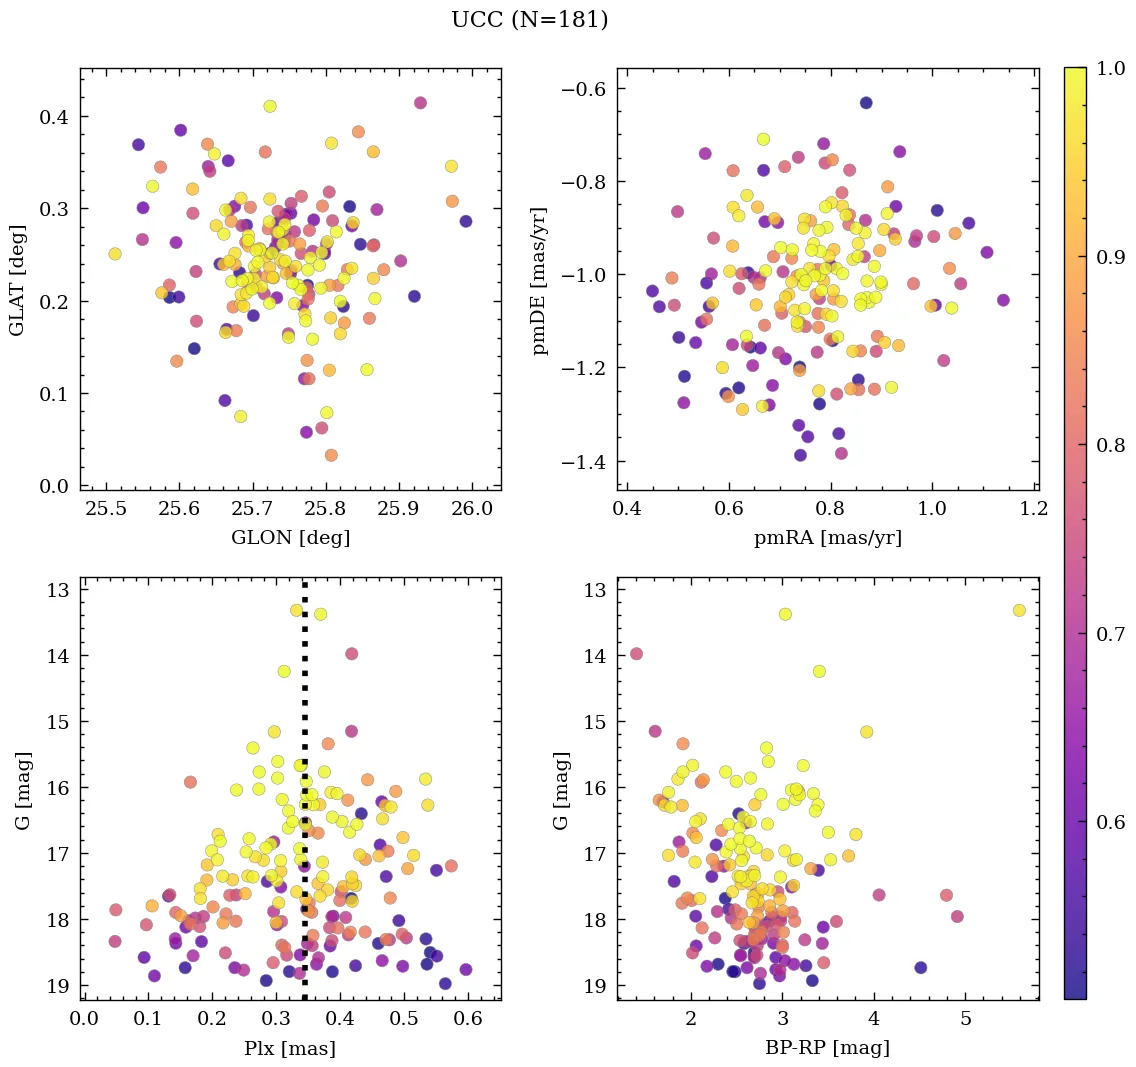 UCC (N=181)
0.4
0.3
0.2
0.1
0.0
GLAT [deg]
25.5 25.6 25.7 25.8 25.9 26.0
GLON [deg]
−0.6
−0.8
−1.0
−1.2
−1.4
pmDE [mas/yr]
0.4 0.6 0.8 1.0 1.2
pmRA [mas/yr]
13
14
15
16
17
18
19
G [mag]
0.0 0.1 0.2 0.3 0.4 0.5 0.6
Plx [mas]
13
14
15
16
17
18
19
G [mag]
2 3 4 5
BP-RP [mag]
1.0
0.9
0.8
0.7
0.6